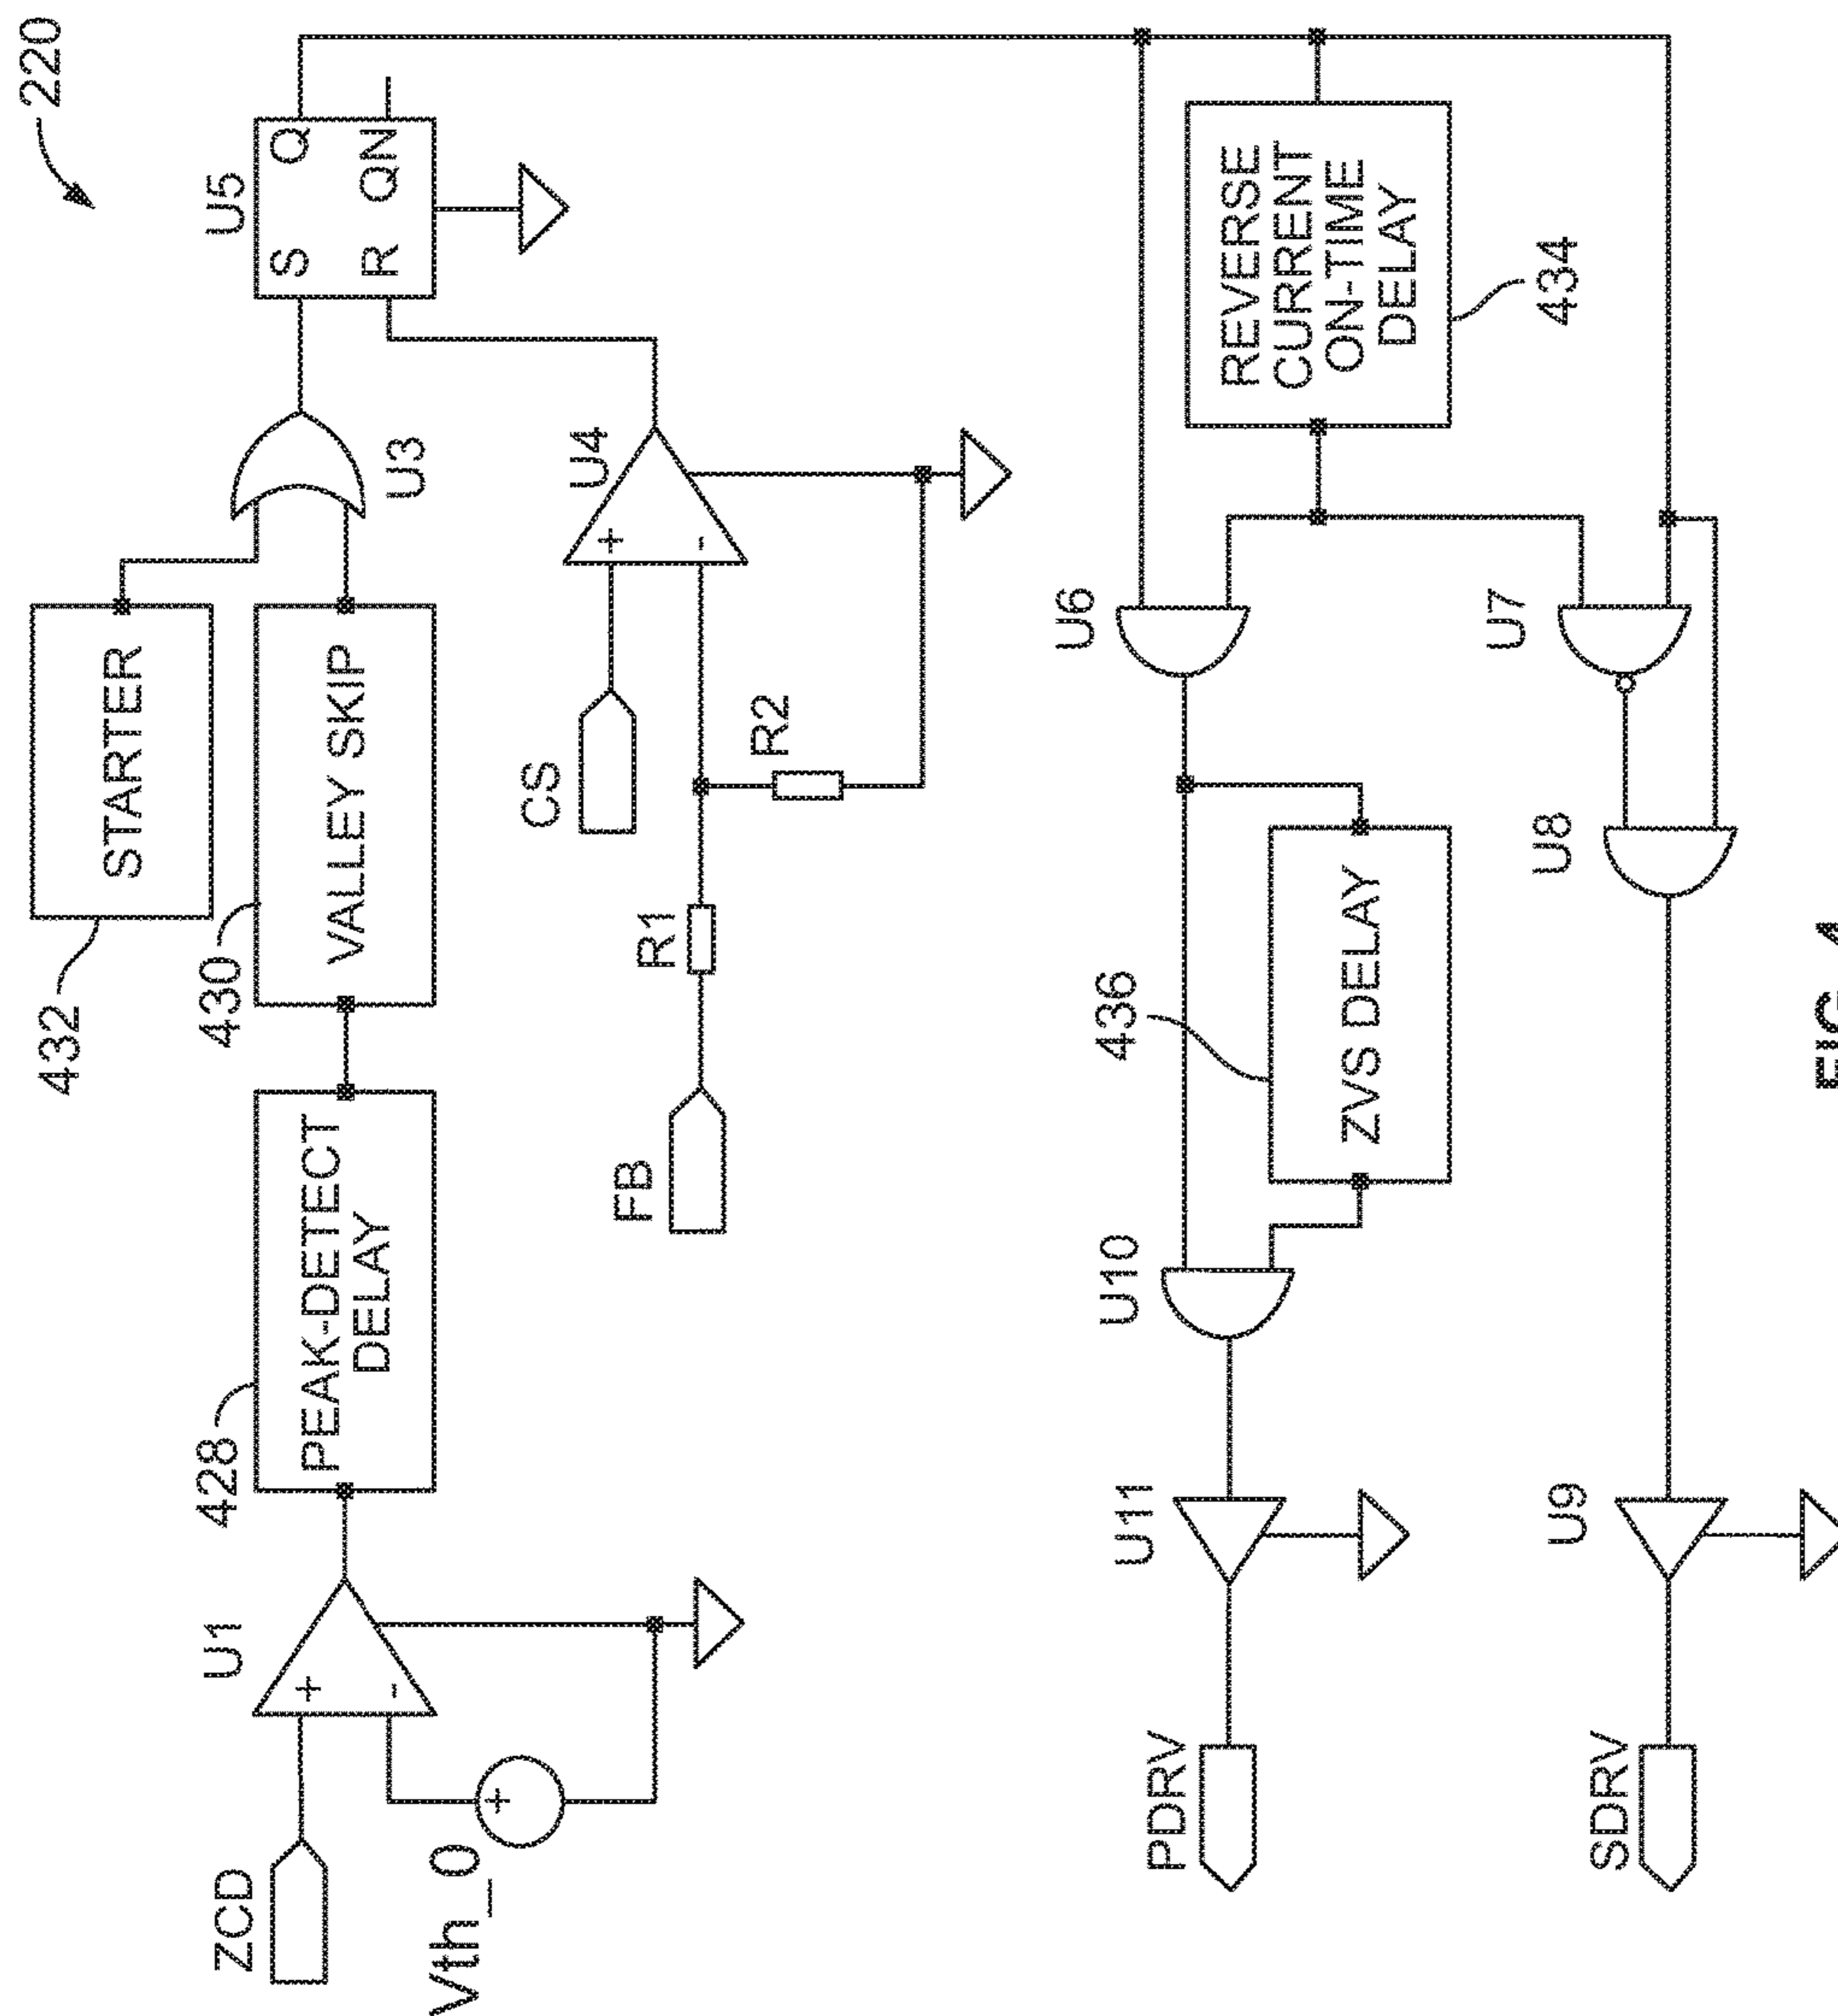 220
432
STARTER
ZCD
U1
428
PEAK-DETECT
DELAY
430
VALLEY SKIP
U3
U5
S
Q
R
QN
+
-
Vth_0
+
CS
U4
+
-
FB
R1
R2
PDRV
U11
U10
436
ZVS DELAY
U6
REVERSE
CURRENT
ON-TIME
DELAY
434
SDRV
U9
U8
U7
FIG. 4